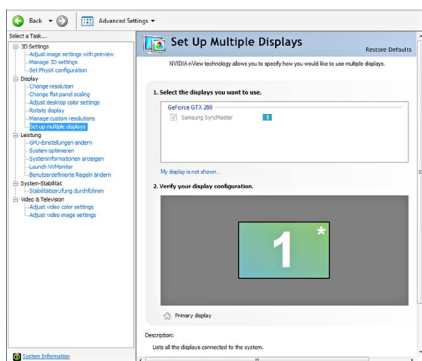 Back
Advanced Settings
Select a Task...
3D Settings
Adjust image settings with preview
Manage 3D settings
Set PhysX configuration
Display
Change resolution
Change flat panel scaling
Adjust desktop color settings
Rotate display
Manage custom resolutions
Set up multiple displays
Leistung
GPU-Einstellungen ändern
System optimieren
Systeminformationen anzeigen
Launch NVMonitor
Benutzerdefinierte Regeln ändern
System-Stabilität
Stabilitätsprüfung durchführen
Video & Television
Adjust video color settings
Adjust video image settings
System Information
Set Up Multiple Displays
Restore Defaults
NVIDIA nView technology allows you to specify how you would like to use multiple displays.
1. Select the displays you want to use.
GeForce GTX 260
Samsung SyncMaster 1
My display is not shown...
2. Verify your display configuration.
1 *
Primary display
Description:
Lists all the displays connected to the system.